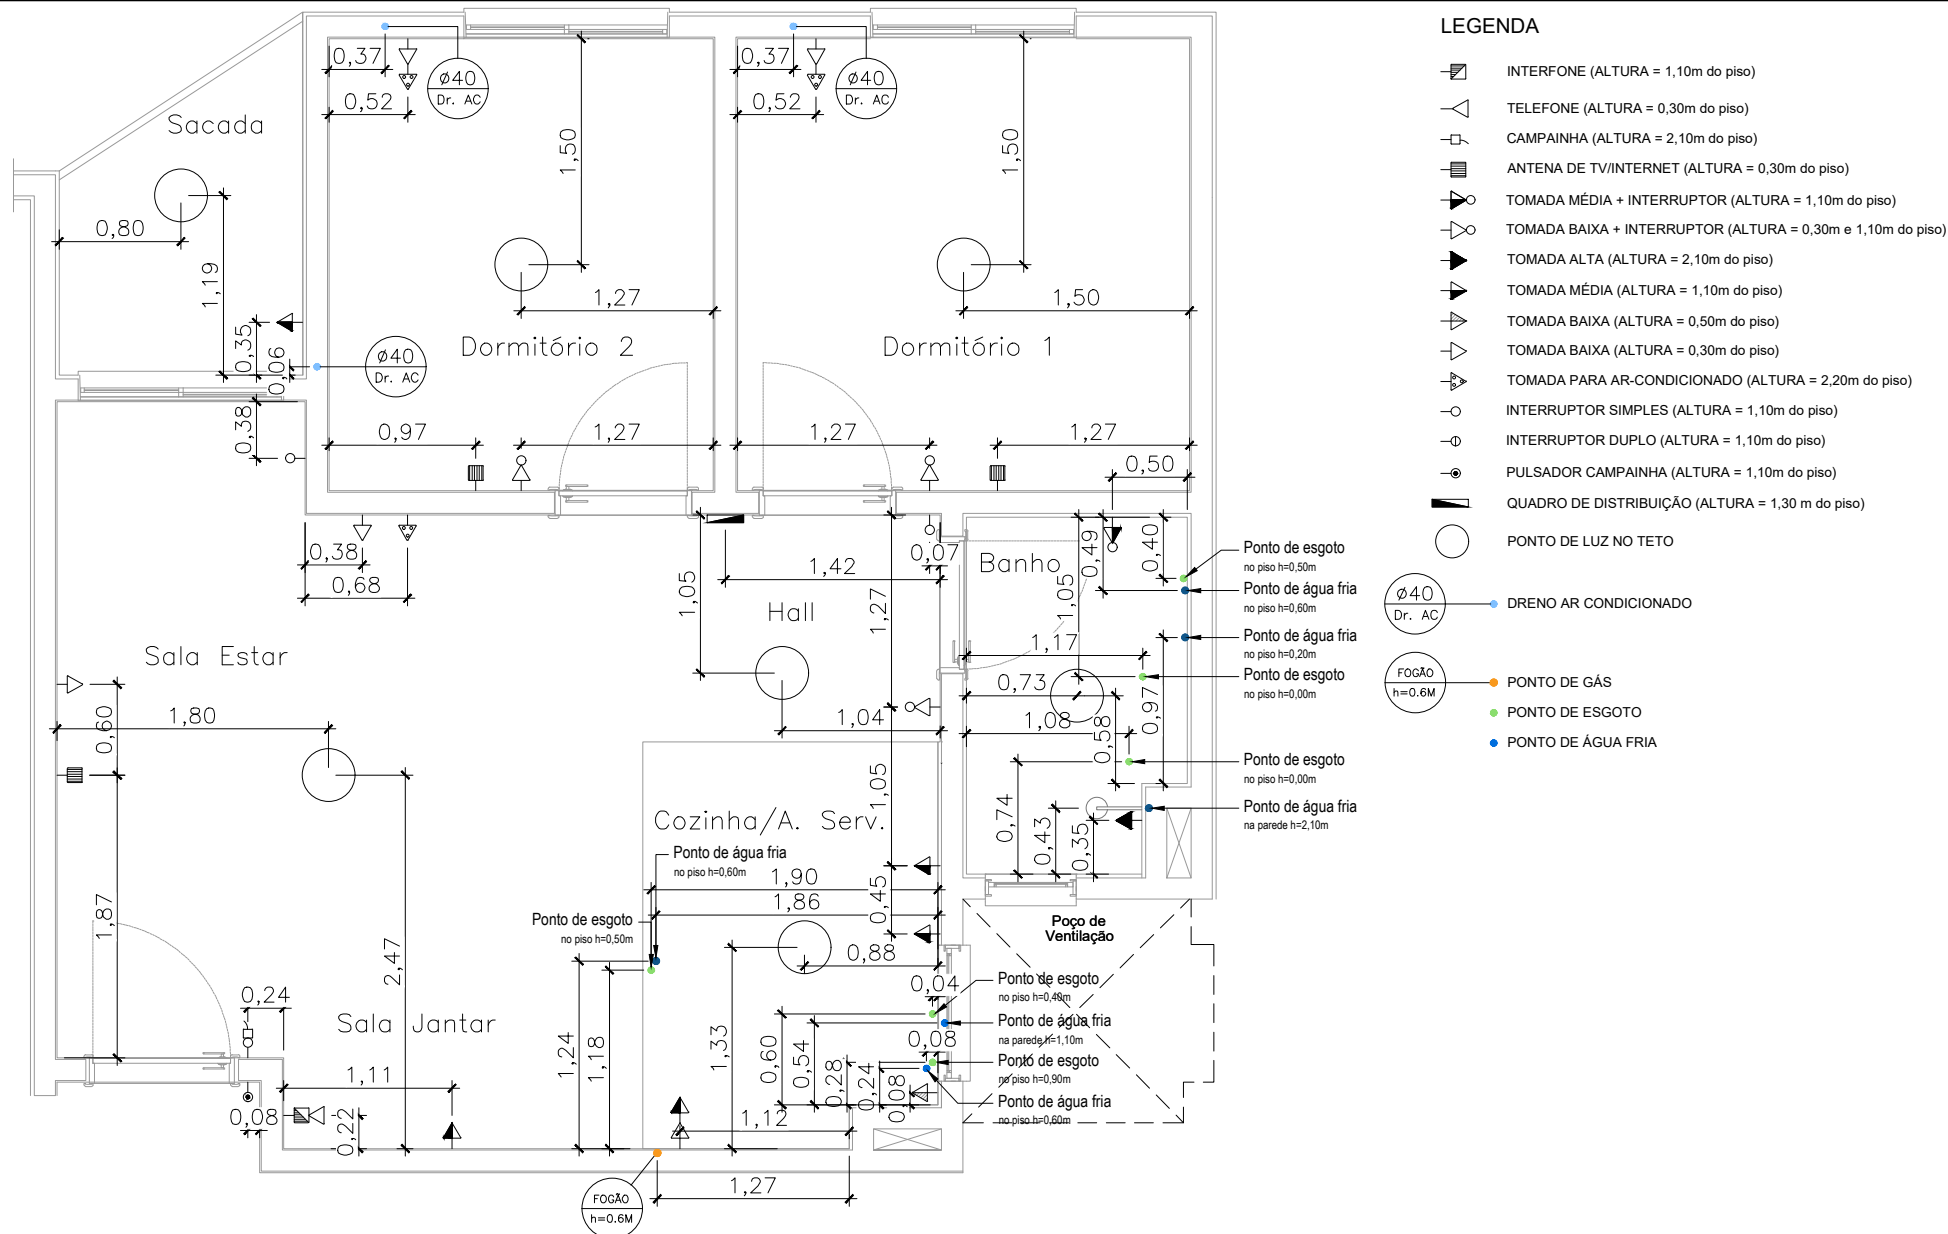 LEGENDA
INTERFONE (ALTURA = 1,10m do piso)
TELEFONE (ALTURA = 0,30m do piso)
CAMPAINHA (ALTURA = 2,10m do piso)
ANTENA DE TV/INTERNET (ALTURA = 0,30m do piso)
TOMADA MÉDIA + INTERRUPTOR (ALTURA = 1,10m do piso)
TOMADA BAIXA + INTERRUPTOR (ALTURA = 0,30m e 1,10m do piso)
TOMADA ALTA (ALTURA = 2,10m do piso)
TOMADA MÉDIA (ALTURA = 1,10m do piso)
TOMADA BAIXA (ALTURA = 0,50m do piso)
TOMADA BAIXA (ALTURA = 0,30m do piso)
TOMADA PARA AR-CONDICIONADO (ALTURA = 2,20m do piso)
INTERRUPTOR SIMPLES (ALTURA = 1,10m do piso)
INTERRUPTOR DUPLO (ALTURA = 1,10m do piso)
PULSADOR CAMPAINHA (ALTURA = 1,10m do piso)
QUADRO DE DISTRIBUIÇÃO (ALTURA = 1,30 m do piso)
PONTO DE LUZ NO TETO
ø40
Dr. AC
DRENO AR CONDICIONADO
FOGÃO
h=0.6M
PONTO DE GÁS
PONTO DE ESGOTO
PONTO DE ÁGUA FRIA
Sacada
0,80
1,19
0,35
0,06
0,38
ø40
Dr. AC
0,37
0,52
ø40
Dr. AC
1,50
1,27
Dormitório 2
0,97
1,27
0,37
0,52
ø40
Dr. AC
1,50
1,50
Dormitório 1
1,27
1,27
0,50
0,38
0,68
Sala Estar
1,80
0,60
1,87
2,47
Sala Jantar
0,24
0,08
0,22
1,11
1,05
1,42
0,07
Hall
1,27
1,04
1,05
0,45
Banho
0,49
1,05
0,40
1,17
0,73
1,08
0,58
0,97
0,74
0,43
0,35
Ponto de esgoto
no piso h=0,50m
Ponto de água fria
no piso h=0,60m
Ponto de água fria
no piso h=0,20m
Ponto de esgoto
no piso h=0,00m
Ponto de esgoto
no piso h=0,00m
Ponto de água fria
na parede h=2,10m
Cozinha/A. Serv.
Ponto de água fria
no piso h=0,60m
1,90
1,86
Ponto de esgoto
no piso h=0,50m
0,88
1,24
1,18
1,33
0,60
0,54
0,28
0,24
0,08
0,04
0,08
1,12
1,27
FOGÃO
h=0.6M
Poço de
Ventilação
Ponto de esgoto
no piso h=0,40m
Ponto de água fria
na parede h=1,10m
Ponto de esgoto
no piso h=0,90m
Ponto de água fria
no piso h=0,60m